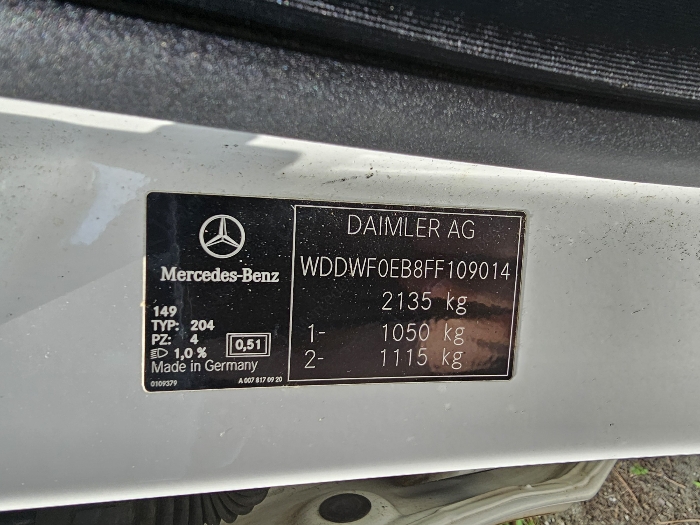 Mercedes-Benz
149
TYP: 204
PZ: 4
1,0 %
0,51
Made in Germany
0109379
A 007 817 09 20
DAIMLER AG
WDDWF0EB8FF109014
2135 kg
1- 1050 kg
2- 1115 kg